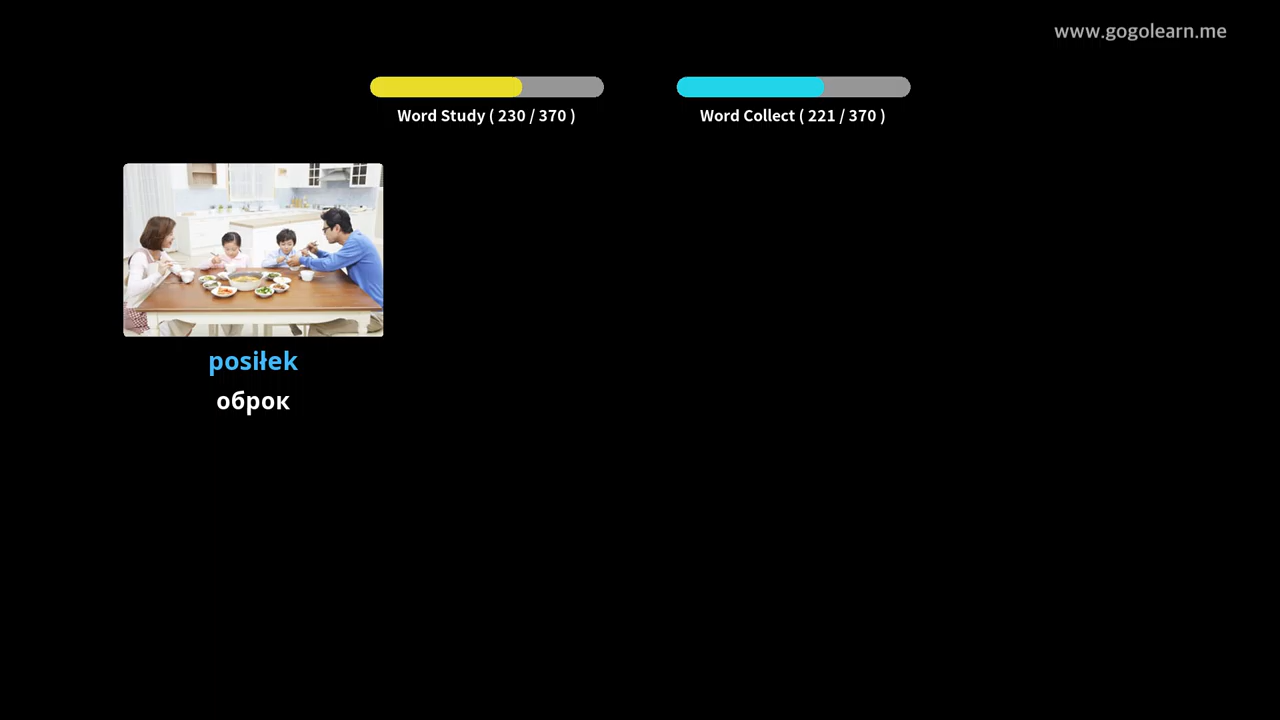 www.gogolearn.me
Word Study ( 230 / 370 )
Word Collect ( 221 / 370 )
posiłek
оброк